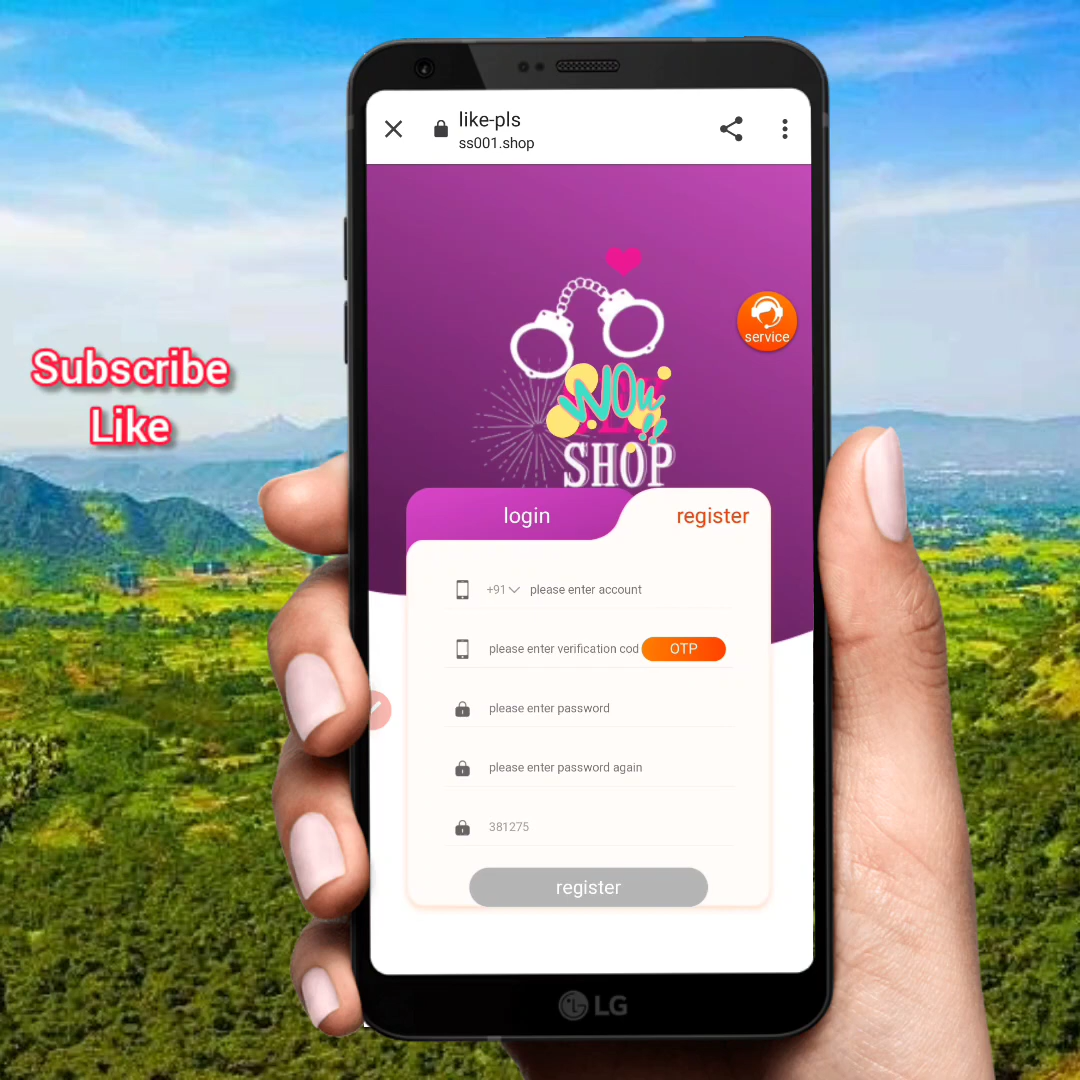 like-pls
ss001.shop
service
Subscribe
Like
WOW
!!
SHOP
login
register
+91 please enter account
please enter verification cod
OTP
please enter password
please enter password again
381275
register
LG